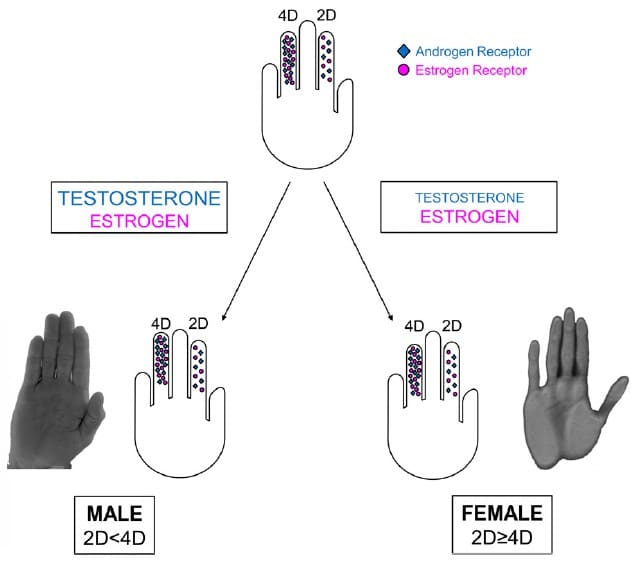 4D 2D
Androgen Receptor
Estrogen Receptor
TESTOSTERONE
ESTROGEN
TESTOSTERONE
ESTROGEN
4D 2D
4D 2D
MALE
2D<4D
FEMALE
2D≥4D